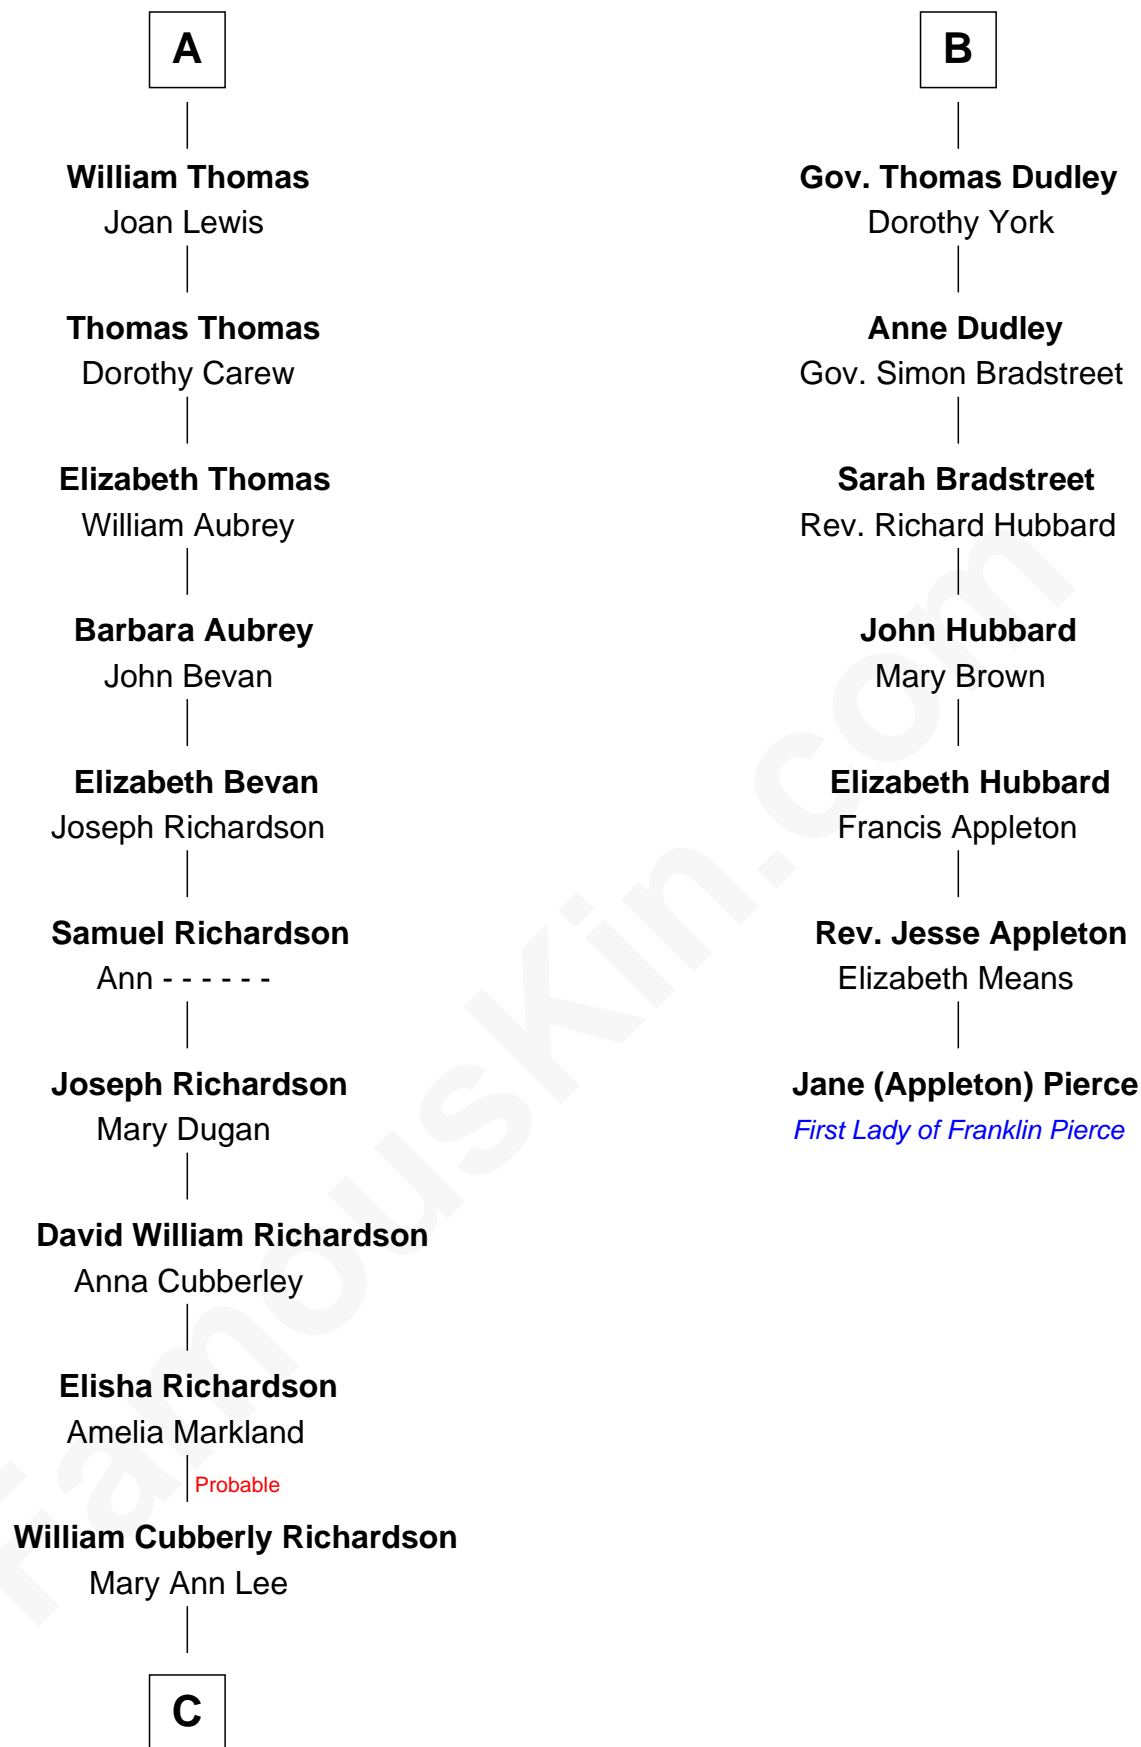 A
William Thomas
Joan Lewis
Thomas Thomas
Dorothy Carew
Elizabeth Thomas
William Aubrey
Barbara Aubrey
John Bevan
Elizabeth Bevan
Joseph Richardson
Samuel Richardson
Ann - - - - - -
Joseph Richardson
Mary Dugan
David William Richardson
Anna Cubberley
Elisha Richardson
Amelia Markland
Probable
William Cubberly Richardson
Mary Ann Lee
C
B
Gov. Thomas Dudley
Dorothy York
Anne Dudley
Gov. Simon Bradstreet
Sarah Bradstreet
Rev. Richard Hubbard
John Hubbard
Mary Brown
Elizabeth Hubbard
Francis Appleton
Rev. Jesse Appleton
Elizabeth Means
Jane (Appleton) Pierce
First Lady of Franklin Pierce
FamousKin.com